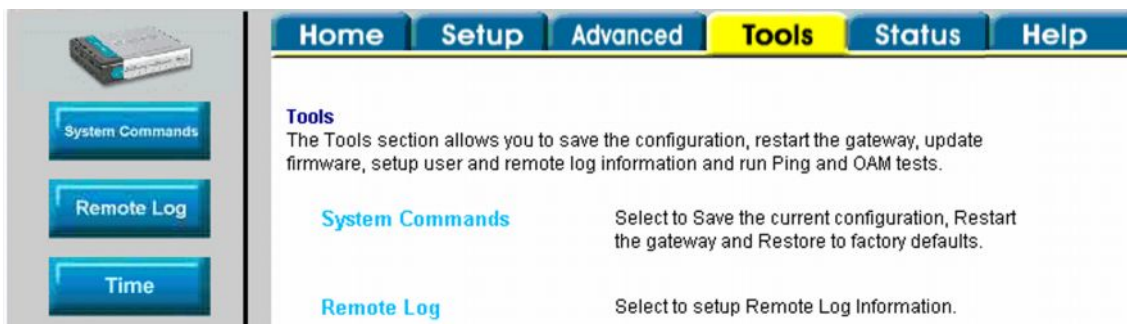 Home Setup Advanced Tools Status Help
System Commands
Remote Log
Time
Tools
The Tools section allows you to save the configuration, restart the gateway, update
firmware, setup user and remote log information and run Ping and OAM tests.
System Commands Select to Save the current configuration, Restart
the gateway and Restore to factory defaults.
Remote Log Select to setup Remote Log Information.